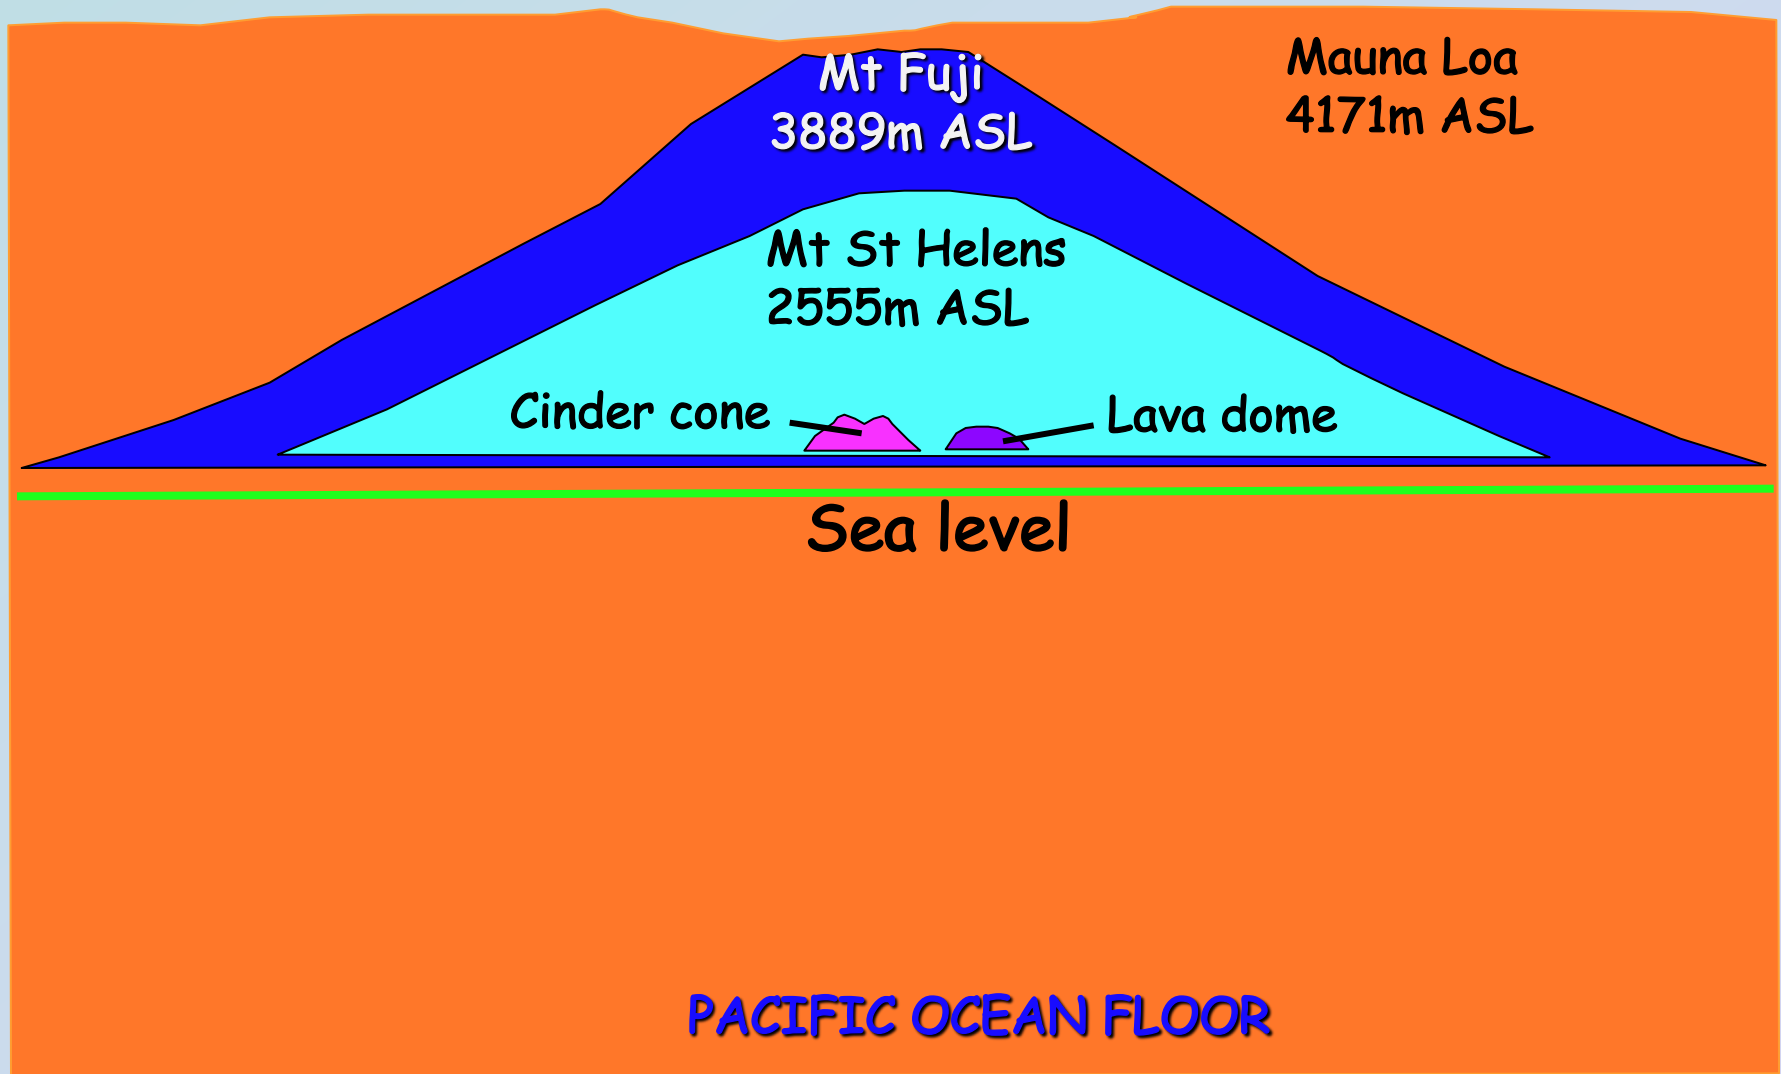 Mt Fuji
3889m ASL
Mauna Loa
4171m ASL
Mt St Helens
2555m ASL
Cinder cone
Lava dome
Sea level
PACIFIC OCEAN FLOOR